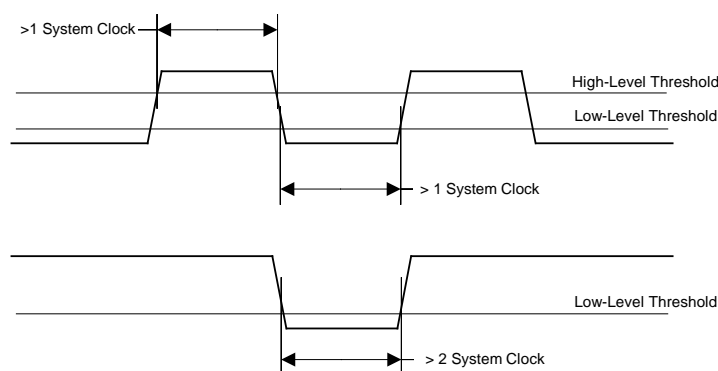 >1 System Clock
High-Level Threshold
Low-Level Threshold
> 1 System Clock
Low-Level Threshold
> 2 System Clock